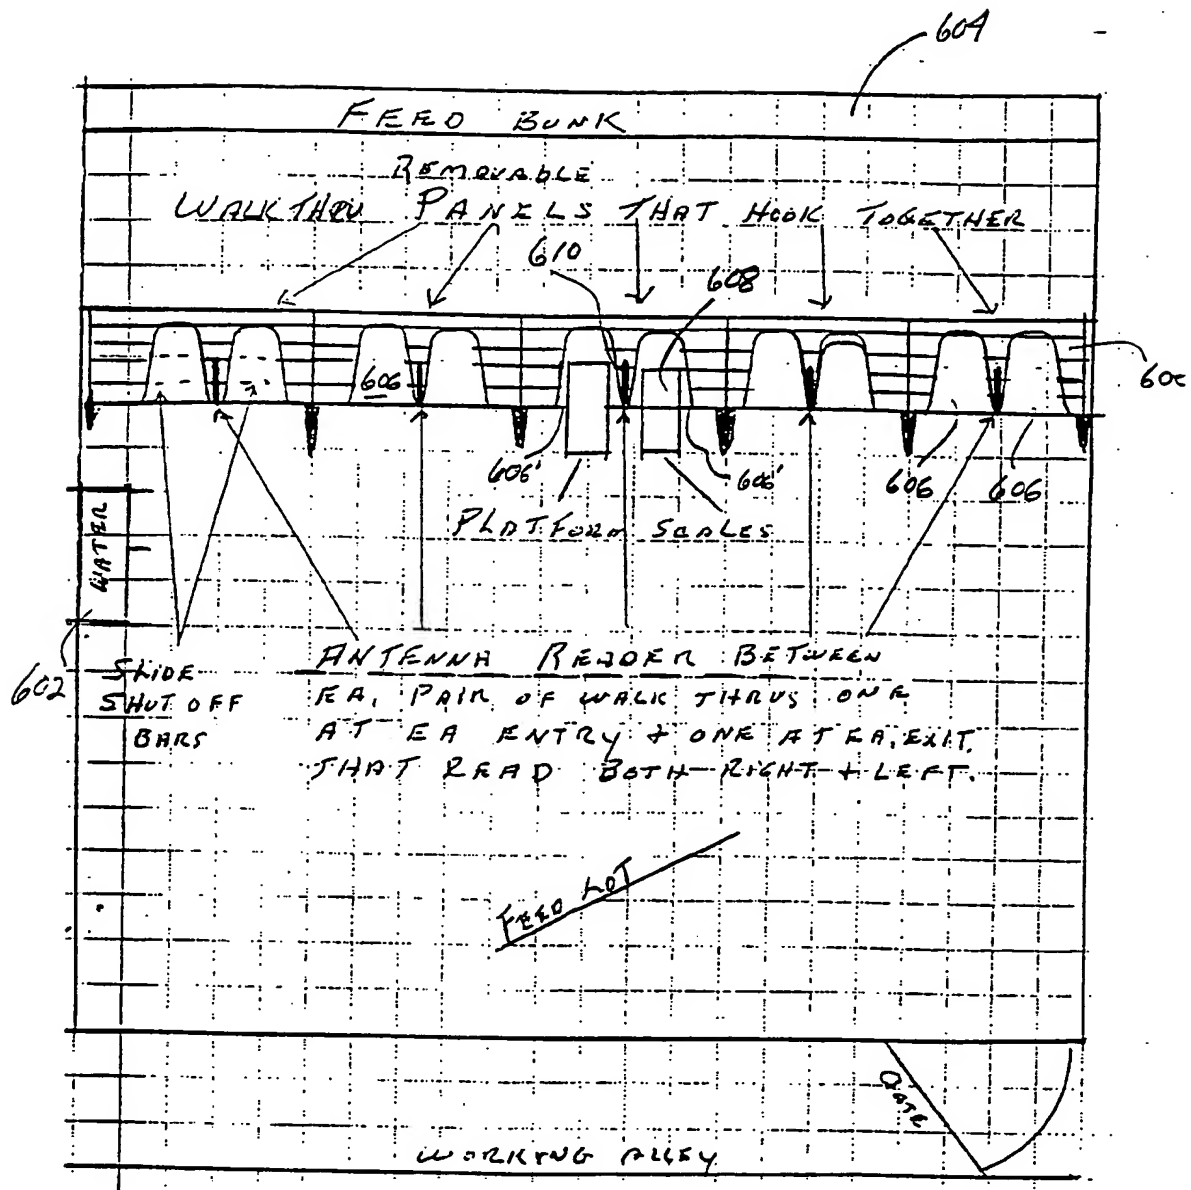 604
FEED BUNK
REMOVABLE
WALK THRU PANELS THAT HOOK TOGETHER
610
608
606
60c
606'
606'
606
606
PLATFORM SCALES
WATER
602
SLIDE
SHUT OFF
BARS
ANTENNA READER BETWEEN
EA. PAIR OF WALK THRUS ONE
AT EA ENTRY + ONE AT EA. EXIT
THAT READ BOTH RIGHT + LEFT.
FEED LOT
GATE
WORKING ALLEY